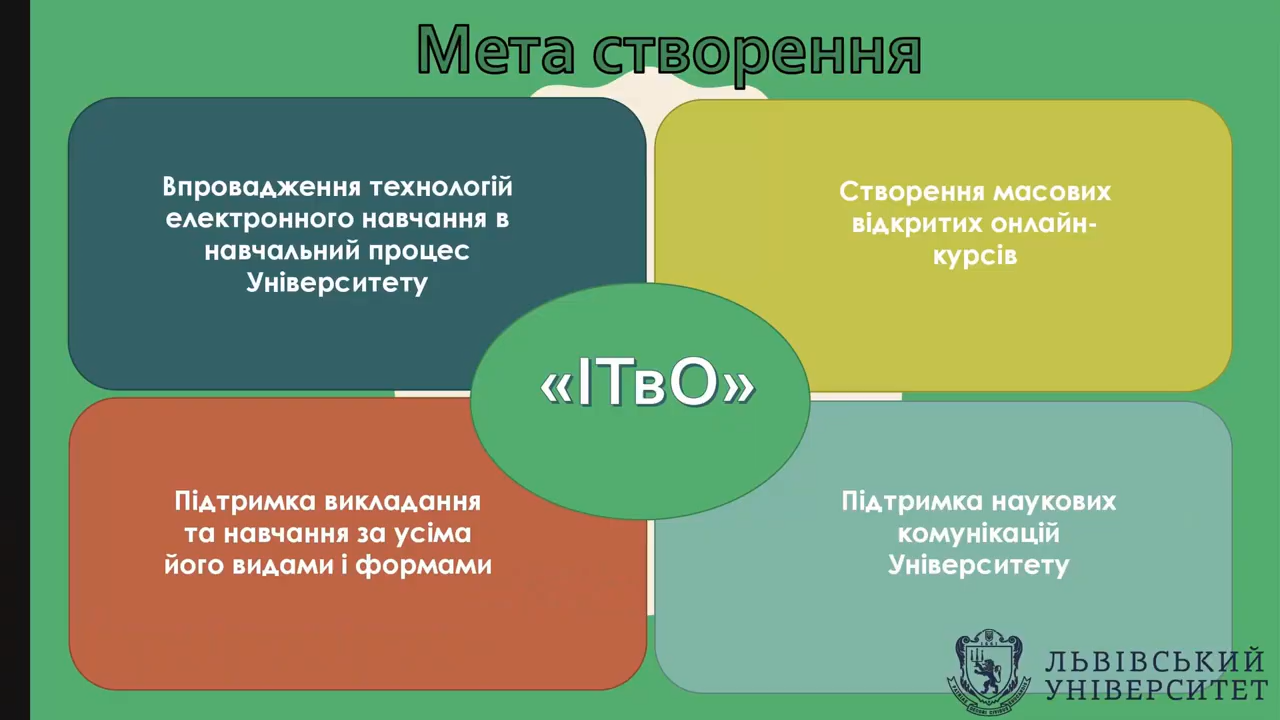 Мета створення
Впровадження технологій
електронного навчання в
навчальний процес
Університету
Створення масових
відкритих онлайн-
курсів
«ІТвО»
Підтримка викладання
та навчання за усіма
його видами і формами
Підтримка наукових
комунікацій
Університету
ЛЬВІВСЬКИЙ
УНІВЕРСИТЕТ